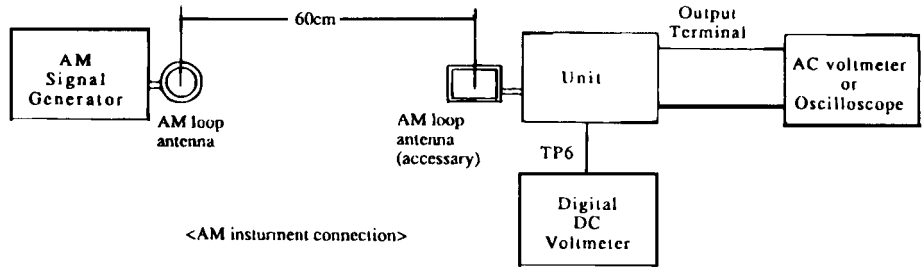 60cm
Output
Terminal
AM
Signal
Generator
AM loop
antenna
AM loop
antenna
(accessary)
Unit
AC voltmeter
or
Oscilloscope
TP6
Digital
DC
Voltmeter
<AM insturment connection>